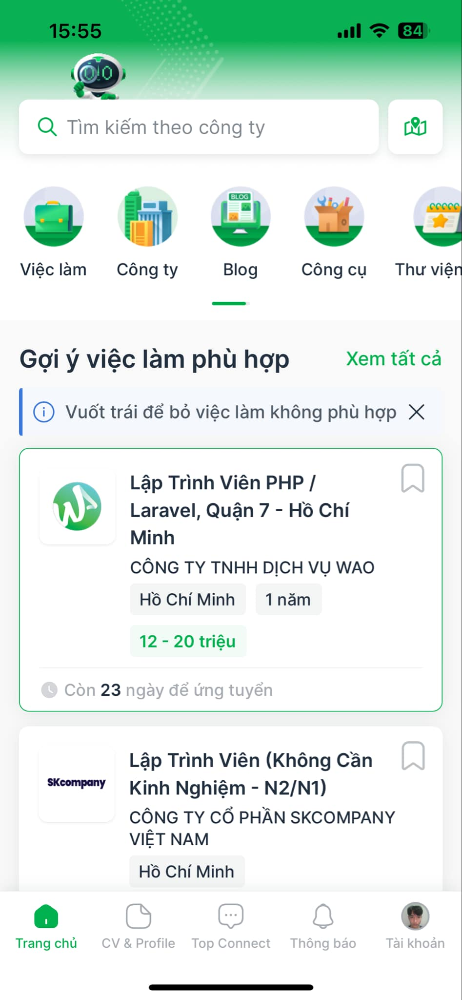 15:55
84
Tìm kiếm theo công ty
BLOG
Việc làm
Công ty
Blog
Công cụ
Thư viện
Gợi ý việc làm phù hợp
Xem tất cả
Vuốt trái để bỏ việc làm không phù hợp
Lập Trình Viên PHP /
Laravel, Quận 7 - Hồ Chí
Minh
CÔNG TY TNHH DỊCH VỤ WAO
Hồ Chí Minh
1 năm
12 - 20 triệu
Còn 23 ngày để ứng tuyển
SKcompany
Lập Trình Viên (Không Cần
Kinh Nghiệm - N2/N1)
CÔNG TY CỔ PHẦN SKCOMPANY
VIỆT NAM
Hồ Chí Minh
Trang chủ
CV & Profile
Top Connect
Thông báo
Tài khoản